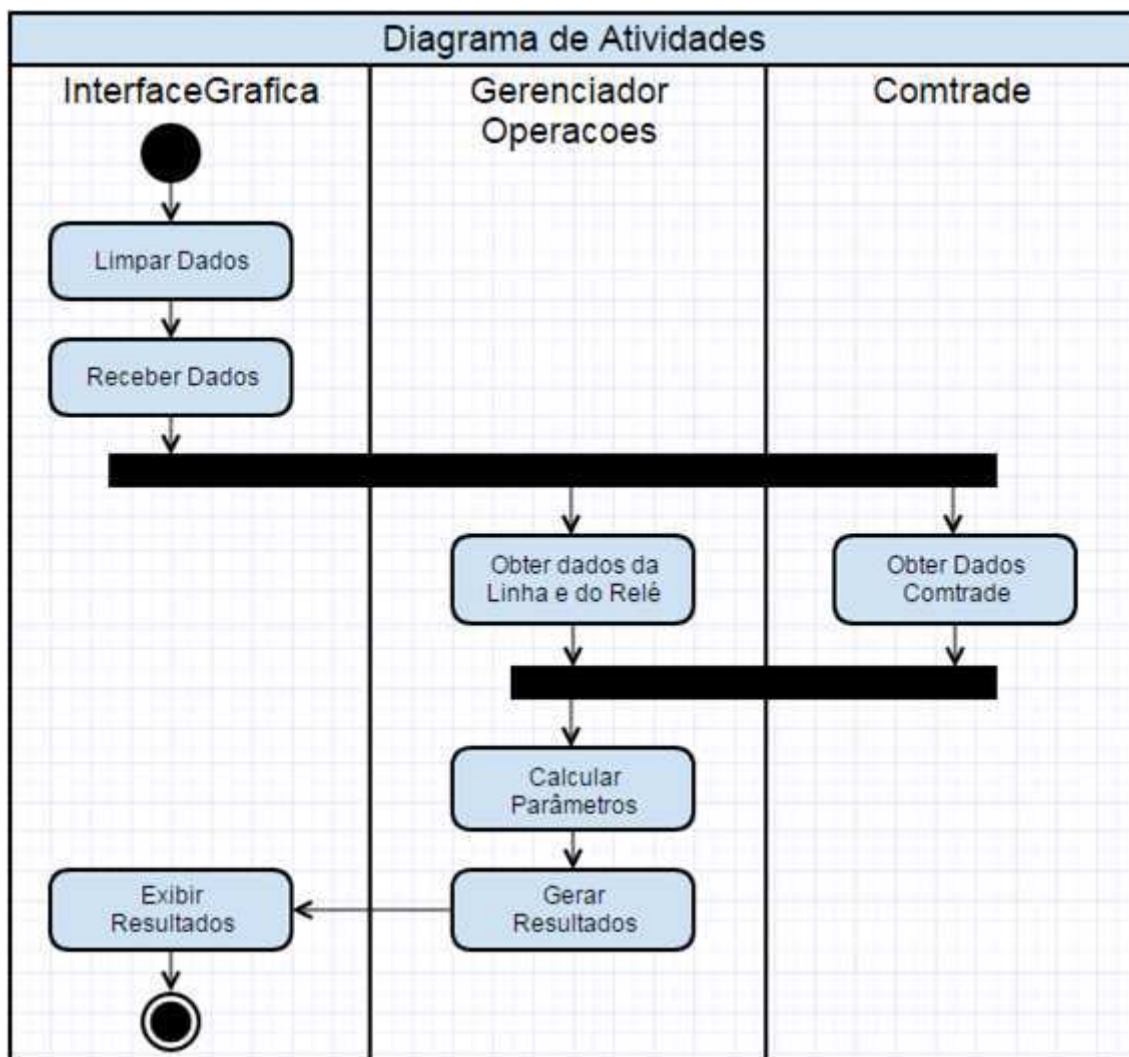 Diagrama de Atividades
InterfaceGrafica
Gerenciador
Operacoes
Comtrade
Limpar Dados
Receber Dados
Obter dados da
Linha e do Relé
Obter Dados
Comtrade
Calcular
Parâmetros
Exibir
Resultados
Gerar
Resultados